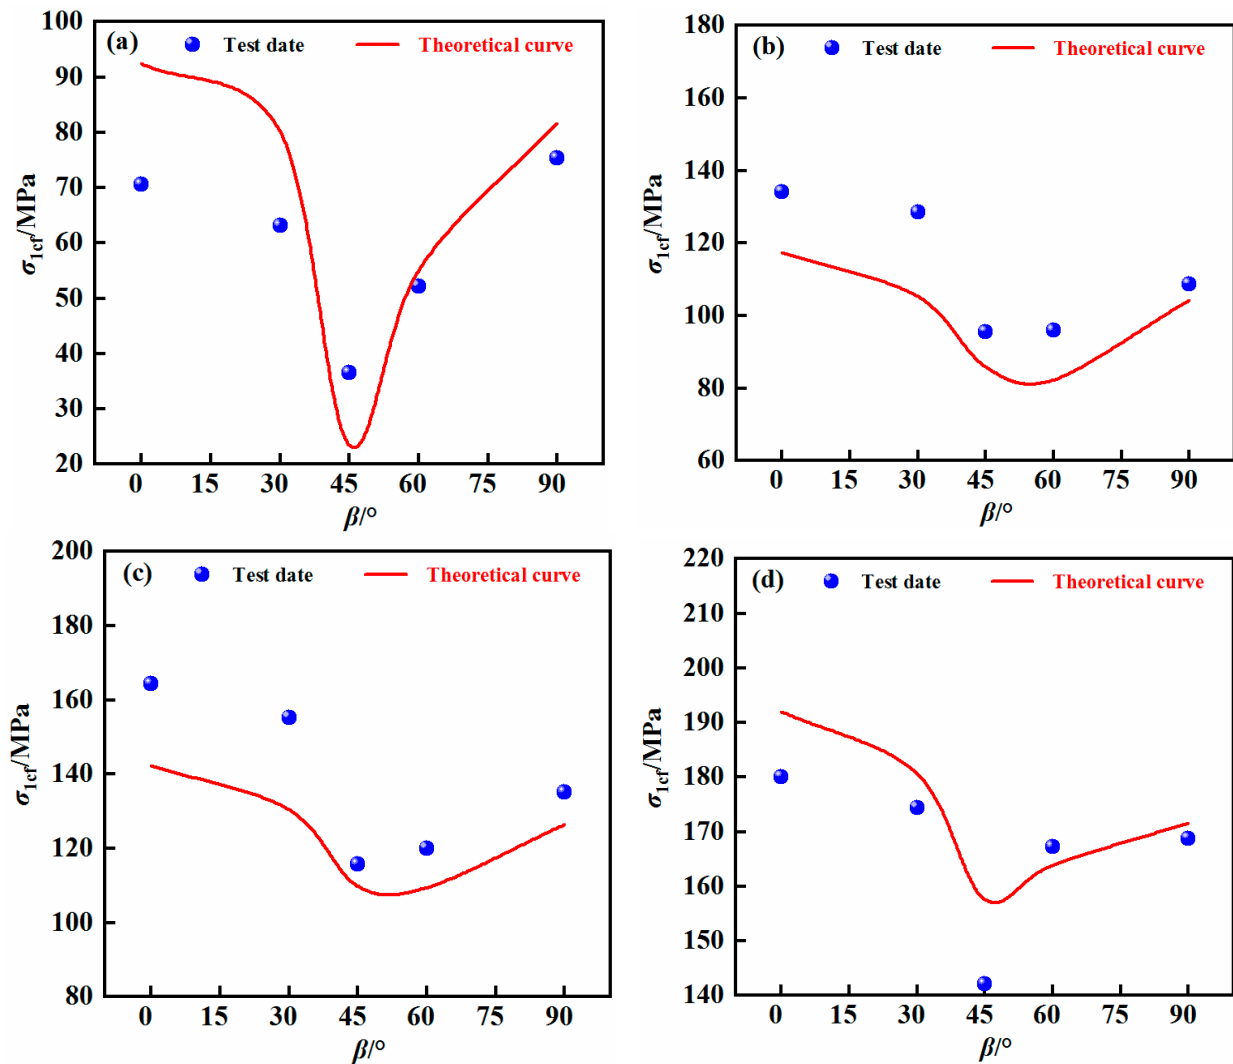 (a) Test date Theoretical curve
100
90
80
70
60
50
40
30
20
σ1cf/MPa
0 15 30 45 60 75 90
β/°
(b) Test date Theoretical curve
180
160
140
120
100
80
60
σ1cf/MPa
0 15 30 45 60 75 90
β/°
(c) Test date Theoretical curve
200
180
160
140
120
100
80
σ1cf/MPa
0 15 30 45 60 75 90
β/°
(d) Test date Theoretical curve
220
210
200
190
180
170
160
150
140
σ1cf/MPa
0 15 30 45 60 75 90
β/°